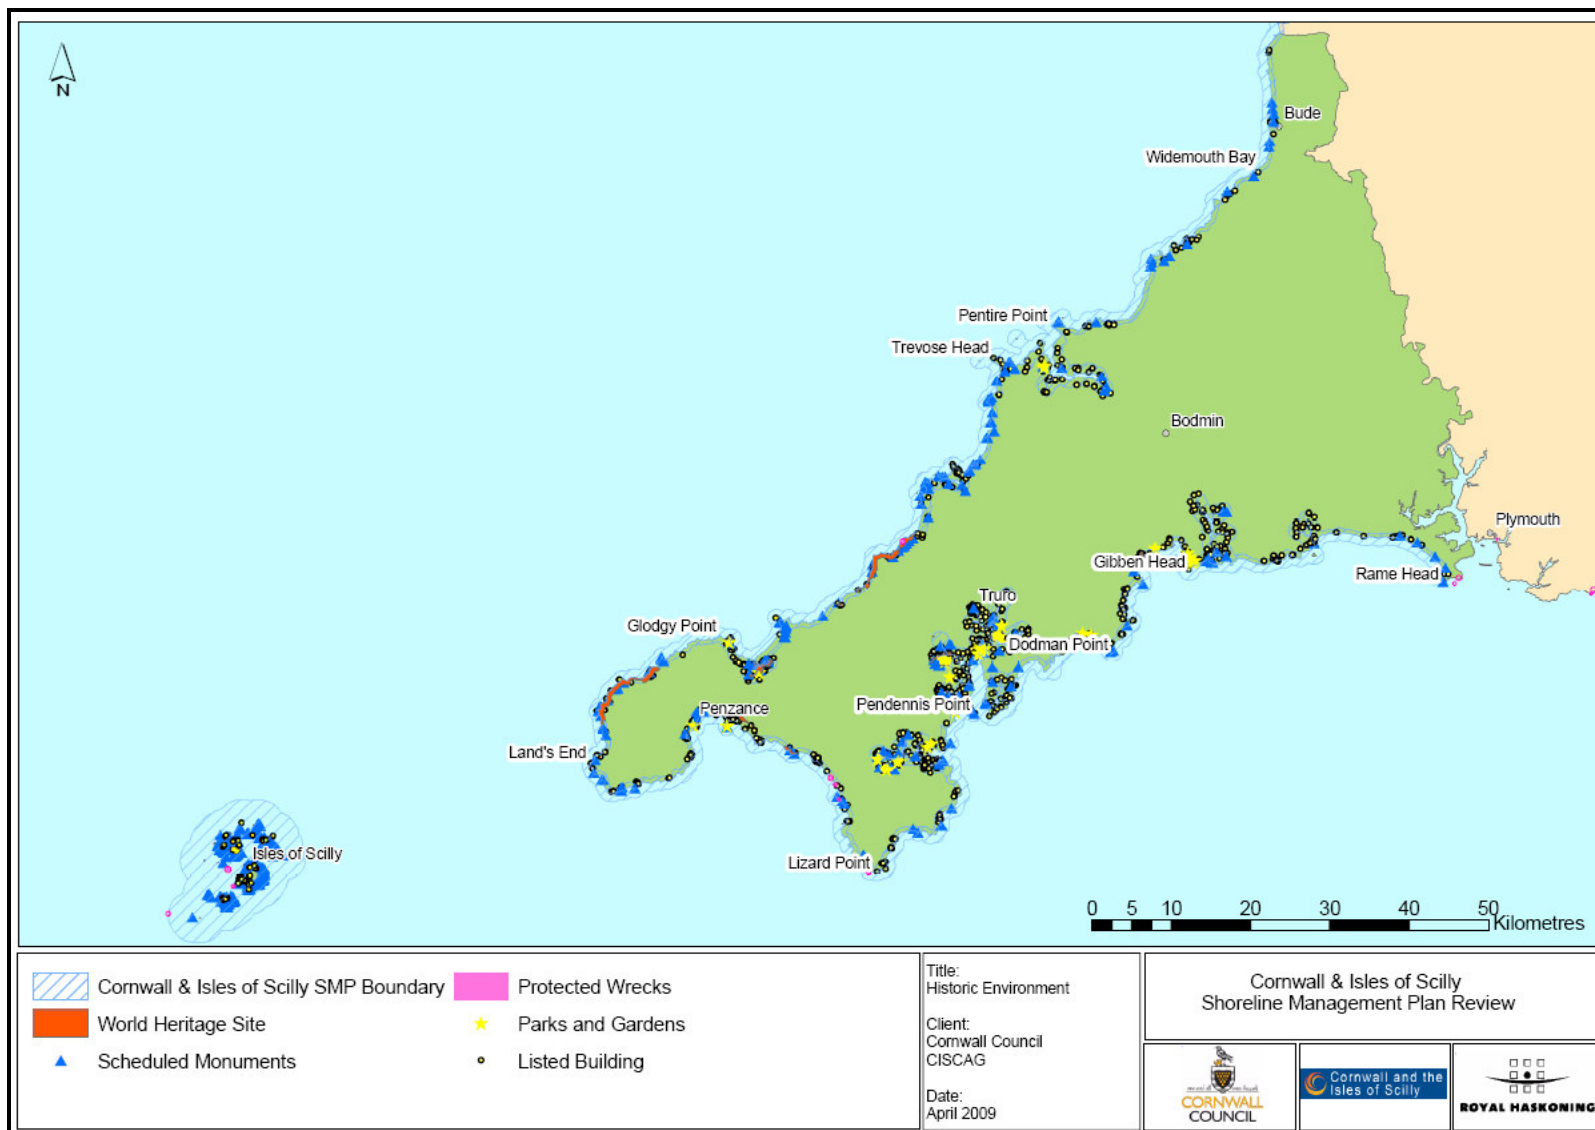 N
Bude
Widemouth Bay
Pentire Point
Trevose Head
Bodmin
Plymouth
Gibben Head
Rame Head
Trufo
Glodgy Point
Dodman Point
Pendennis Point
Penzance
Land's End
Isles of Scilly
Lizard Point
0 5 10 20 30 40 50
Kilometres
Cornwall & Isles of Scilly SMP Boundary
World Heritage Site
Scheduled Monuments
Protected Wrecks
Parks and Gardens
Listed Building
Title:
Historic Environment
Client:
Cornwall Council
CISCAG
Date:
April 2009
Cornwall & Isles of Scilly
Shoreline Management Plan Review
CORNWALL
COUNCIL
Cornwall and the
Isles of Scilly
ROYAL HASKONING